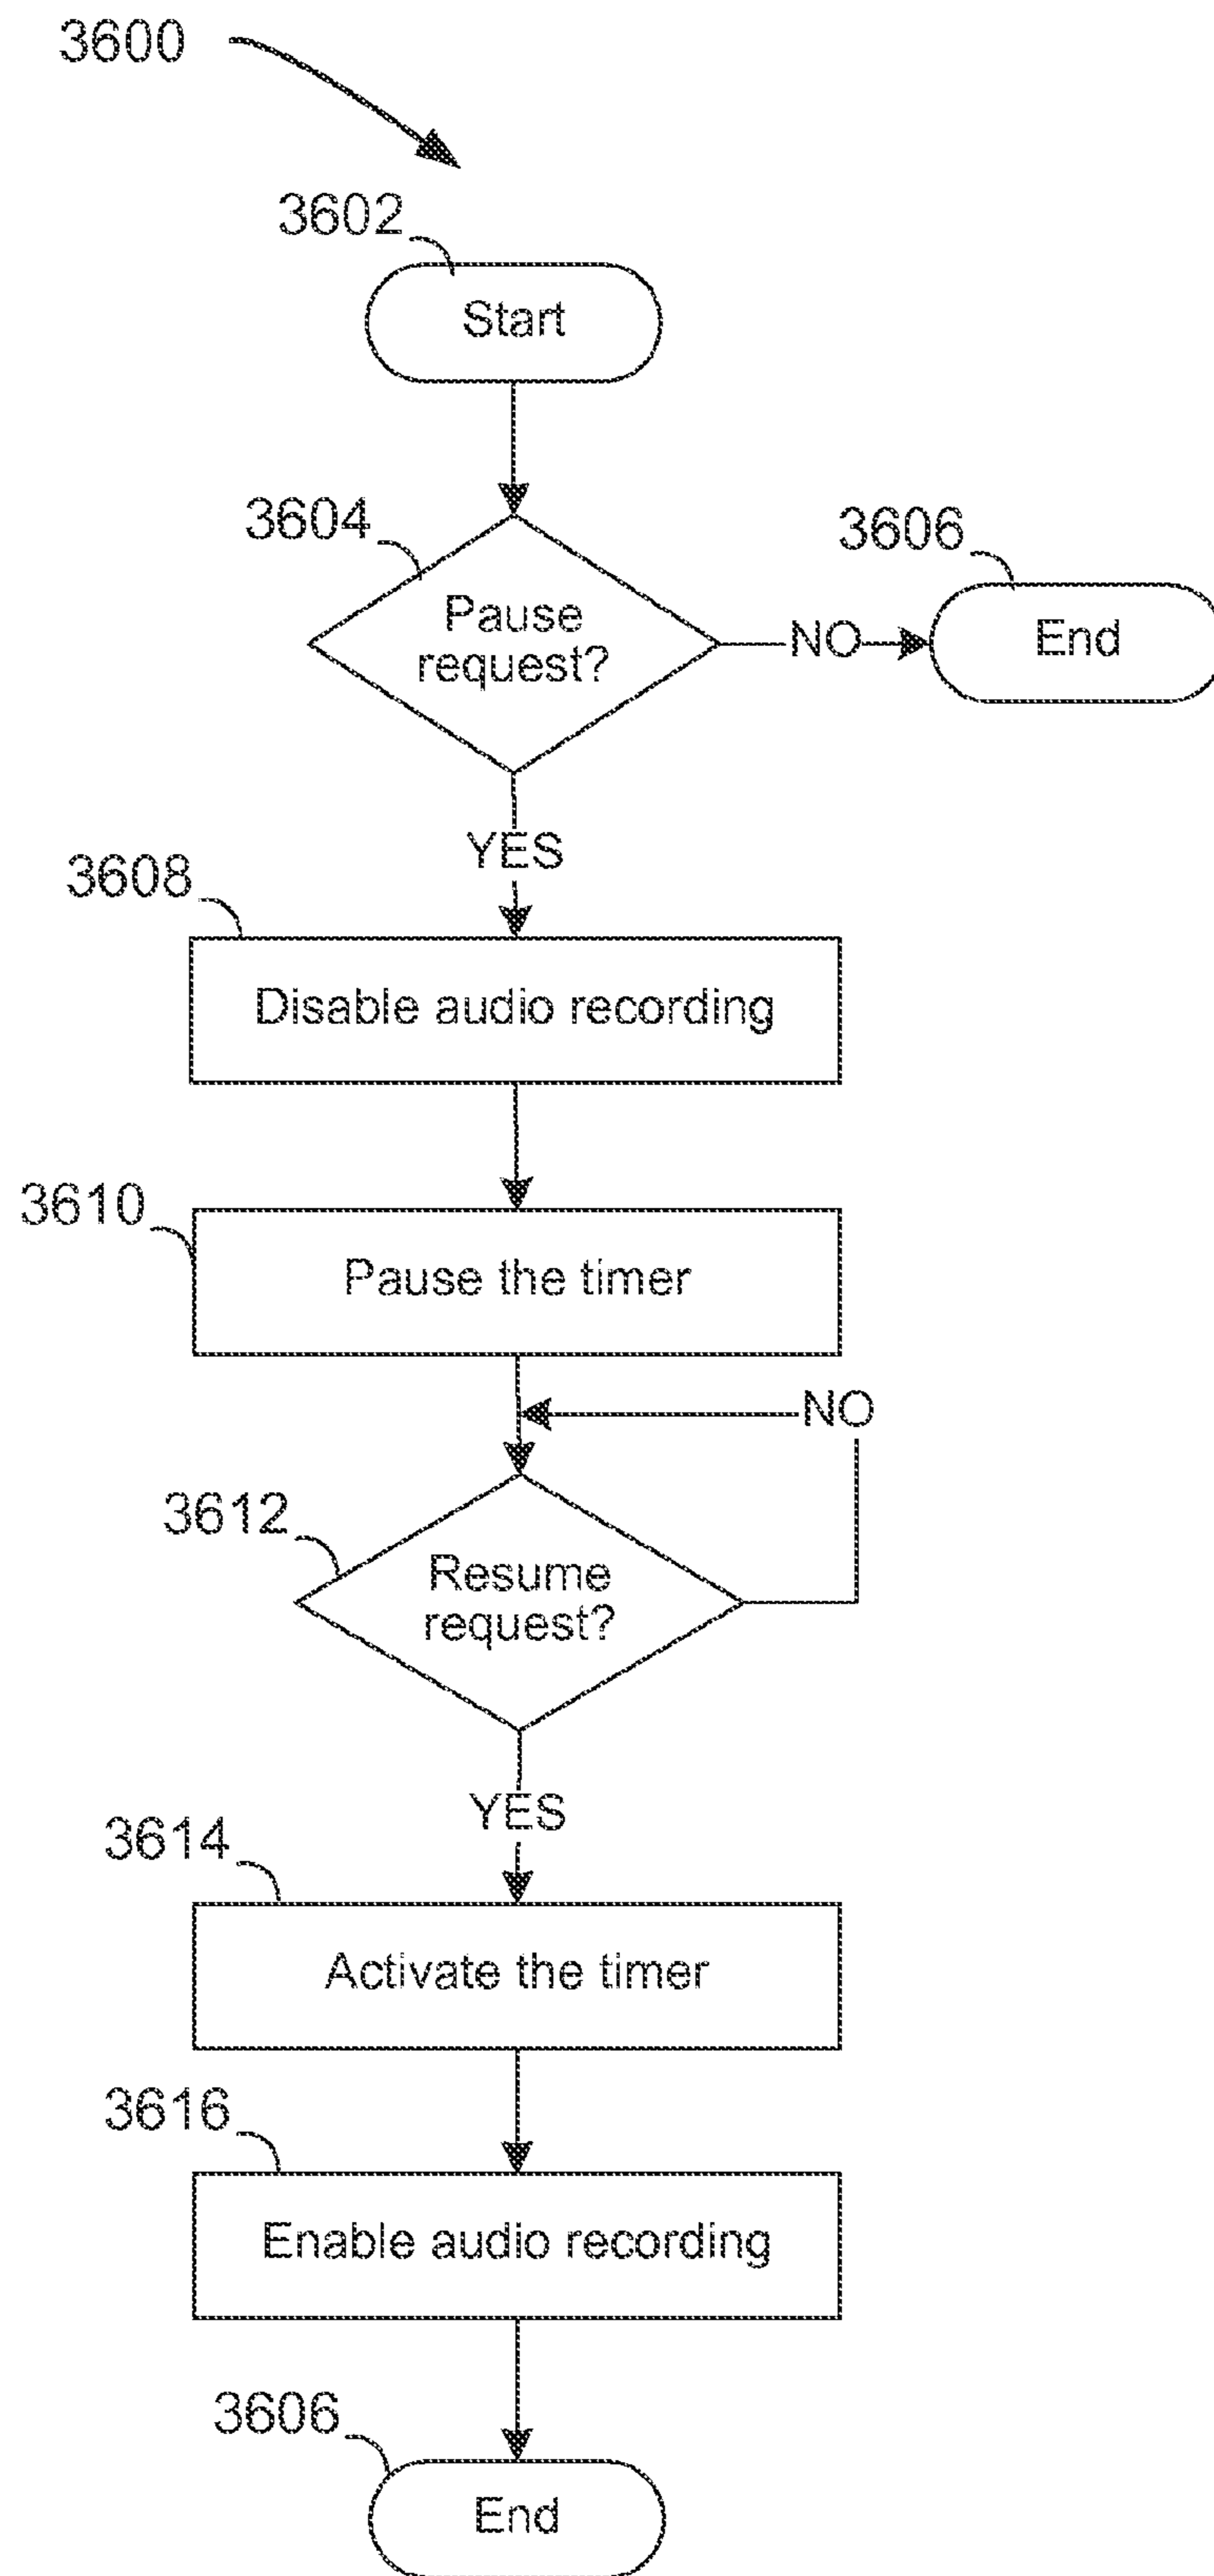 3600
3602
Start
3604
Pause
request?
NO
3606
End
YES
3608
Disable audio recording
3610
Pause the timer
NO
3612
Resume
request?
YES
3614
Activate the timer
3616
Enable audio recording
3606
End